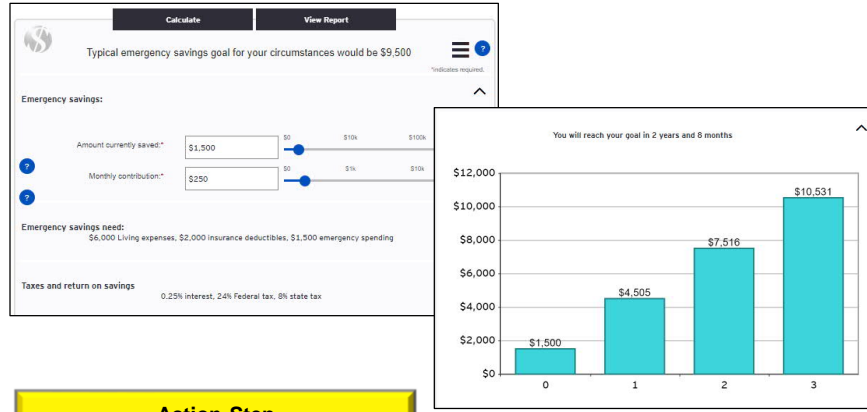 Calculate View Report
Typical emergency savings goal for your circumstances would be $9,500
?
*indicates required.
Emergency savings:
Amount currently saved:* $1,500 $0 $10k $100k
?
Monthly contribution:* $250 $0 $1k $10k
?
Emergency savings need:
$6,000 Living expenses, $2,000 insurance deductibles, $1,500 emergency spending
Taxes and return on savings
0.25% interest, 24% Federal tax, 8% state tax
You will reach your goal in 2 years and 8 months
$12,000
$10,000
$8,000
$6,000
$4,000
$2,000
$0
$1,500
$4,505
$7,516
$10,531
0 1 2 3
Action Step